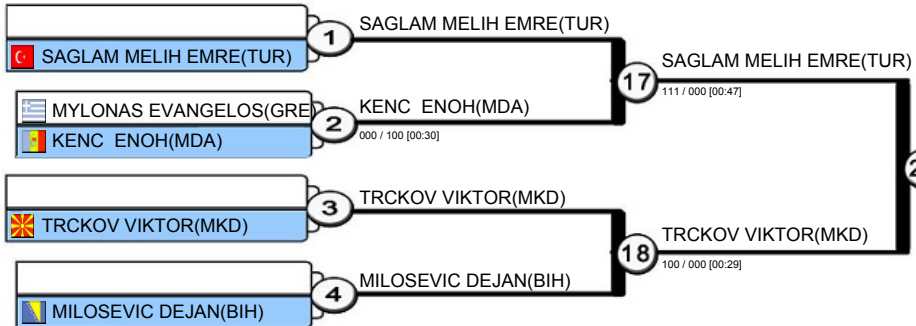 SAGLAM MELIH EMRE(TUR)
1
SAGLAM MELIH EMRE(TUR)
17
SAGLAM MELIH EMRE(TUR)
111 / 000 [00:47]
MYLONAS EVANGELOS(GRE
KENC ENOH(MDA)
2
KENC ENOH(MDA)
000 / 100 [00:30]
TRCKOV VIKTOR(MKD)
3
TRCKOV VIKTOR(MKD)
18
TRCKOV VIKTOR(MKD)
100 / 000 [00:29]
MILOSEVIC DEJAN(BIH)
4
MILOSEVIC DEJAN(BIH)